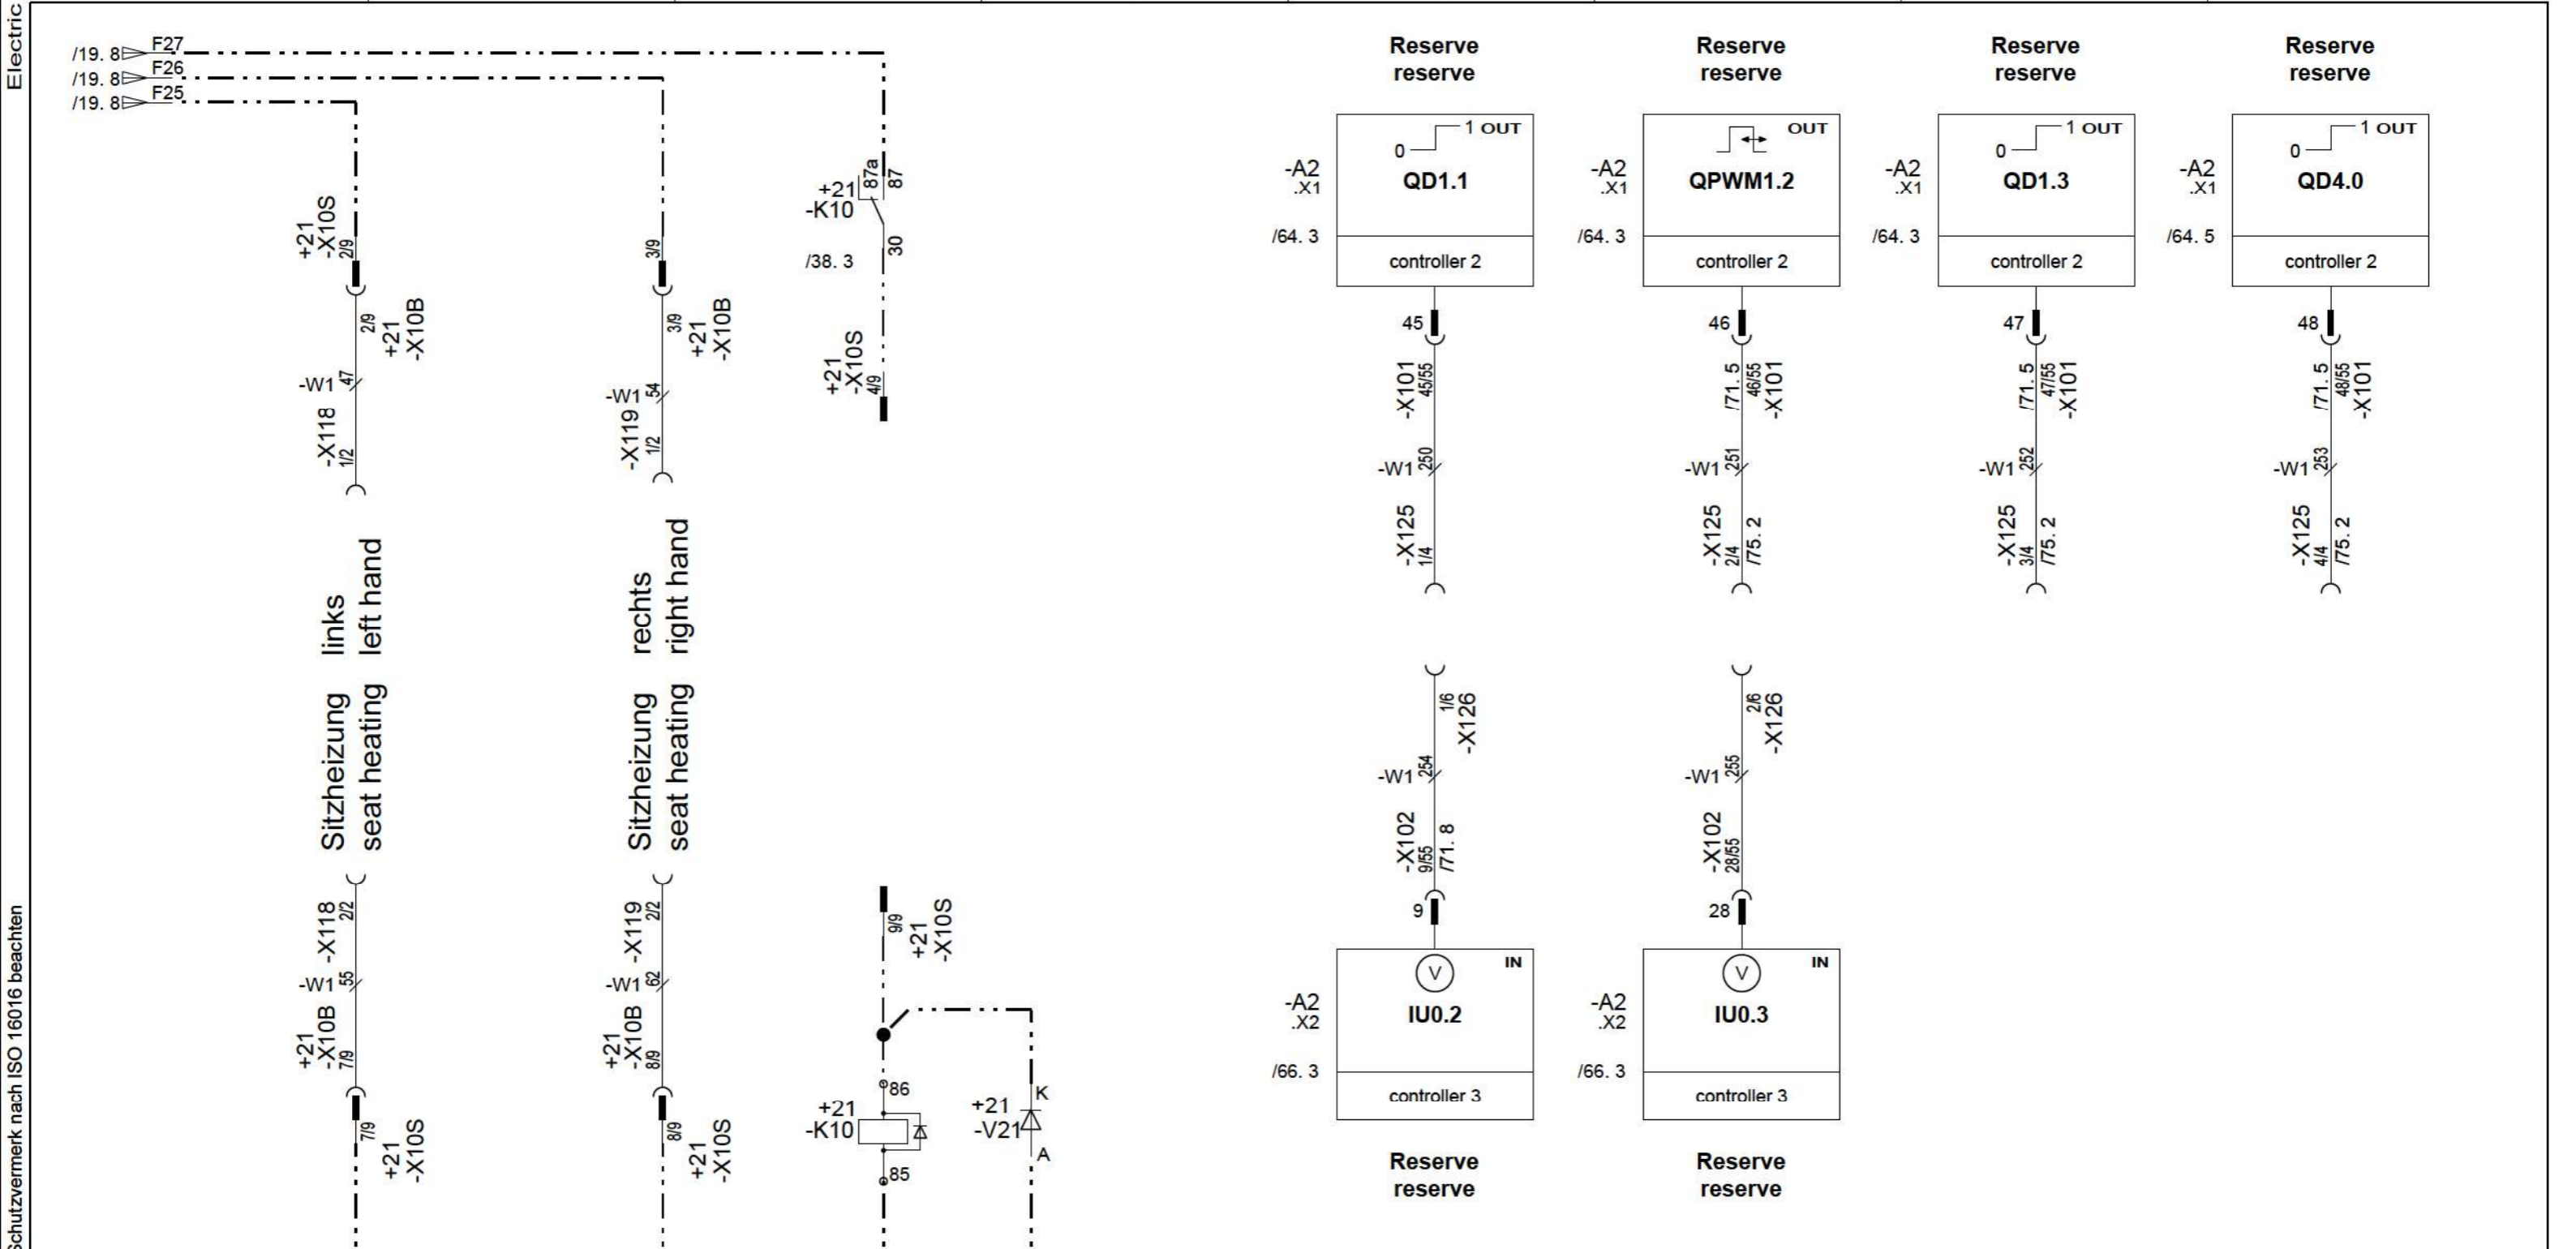 Electric
Schutzvermerk nach ISO 16016 beachten
/19. 8 F27
/19. 8 F26
/19. 8 F25
+21
-X10S
2/9
2/9
+21
-X10B
-W1 47
-X118
1/2
Sitzheizung links
seat heating left hand
-X118
2/2
-W1 55
+21
-X10B
7/9
7/9
+21
-X10S
3/9
3/9
+21
-X10B
-W1 54
-X119
1/2
Sitzheizung rechts
seat heating right hand
-X119
2/2
-W1 62
+21
-X10B
8/9
8/9
+21
-X10S
+21
-K10
87a
87
30
/38. 3
+21
-X10S
4/9
9/9
+21
-X10S
86
+21
-K10
85
+21
-V21
K
A
Reserve
reserve
0 1 OUT
-A2
.X1
QD1.1
/64. 3
controller 2
45
-X101
45/55
-W1 250
-X125
1/4
Reserve
reserve
OUT
-A2
.X1
QPWM1.2
/64. 3
controller 2
46
/71. 5
46/55
-X101
-W1 251
-X125
2/4
/75. 2
Reserve
reserve
0 1 OUT
-A2
.X1
QD1.3
/64. 3
controller 2
47
/71. 5
47/55
-X101
-W1 252
-X125
3/4
/75. 2
Reserve
reserve
0 1 OUT
-A2
.X1
QD4.0
/64. 5
controller 2
48
/71. 5
48/55
-X101
-W1 253
-X125
4/4
/75. 2
1/6
-X126
-W1 254
-X102
9/55
/71. 8
9
V IN
-A2
.X2
IU0.2
/66. 3
controller 3
Reserve
reserve
2/6
-X126
-W1 255
-X102
28/55
28
V IN
-A2
.X2
IU0.3
/66. 3
controller 3
Reserve
reserve